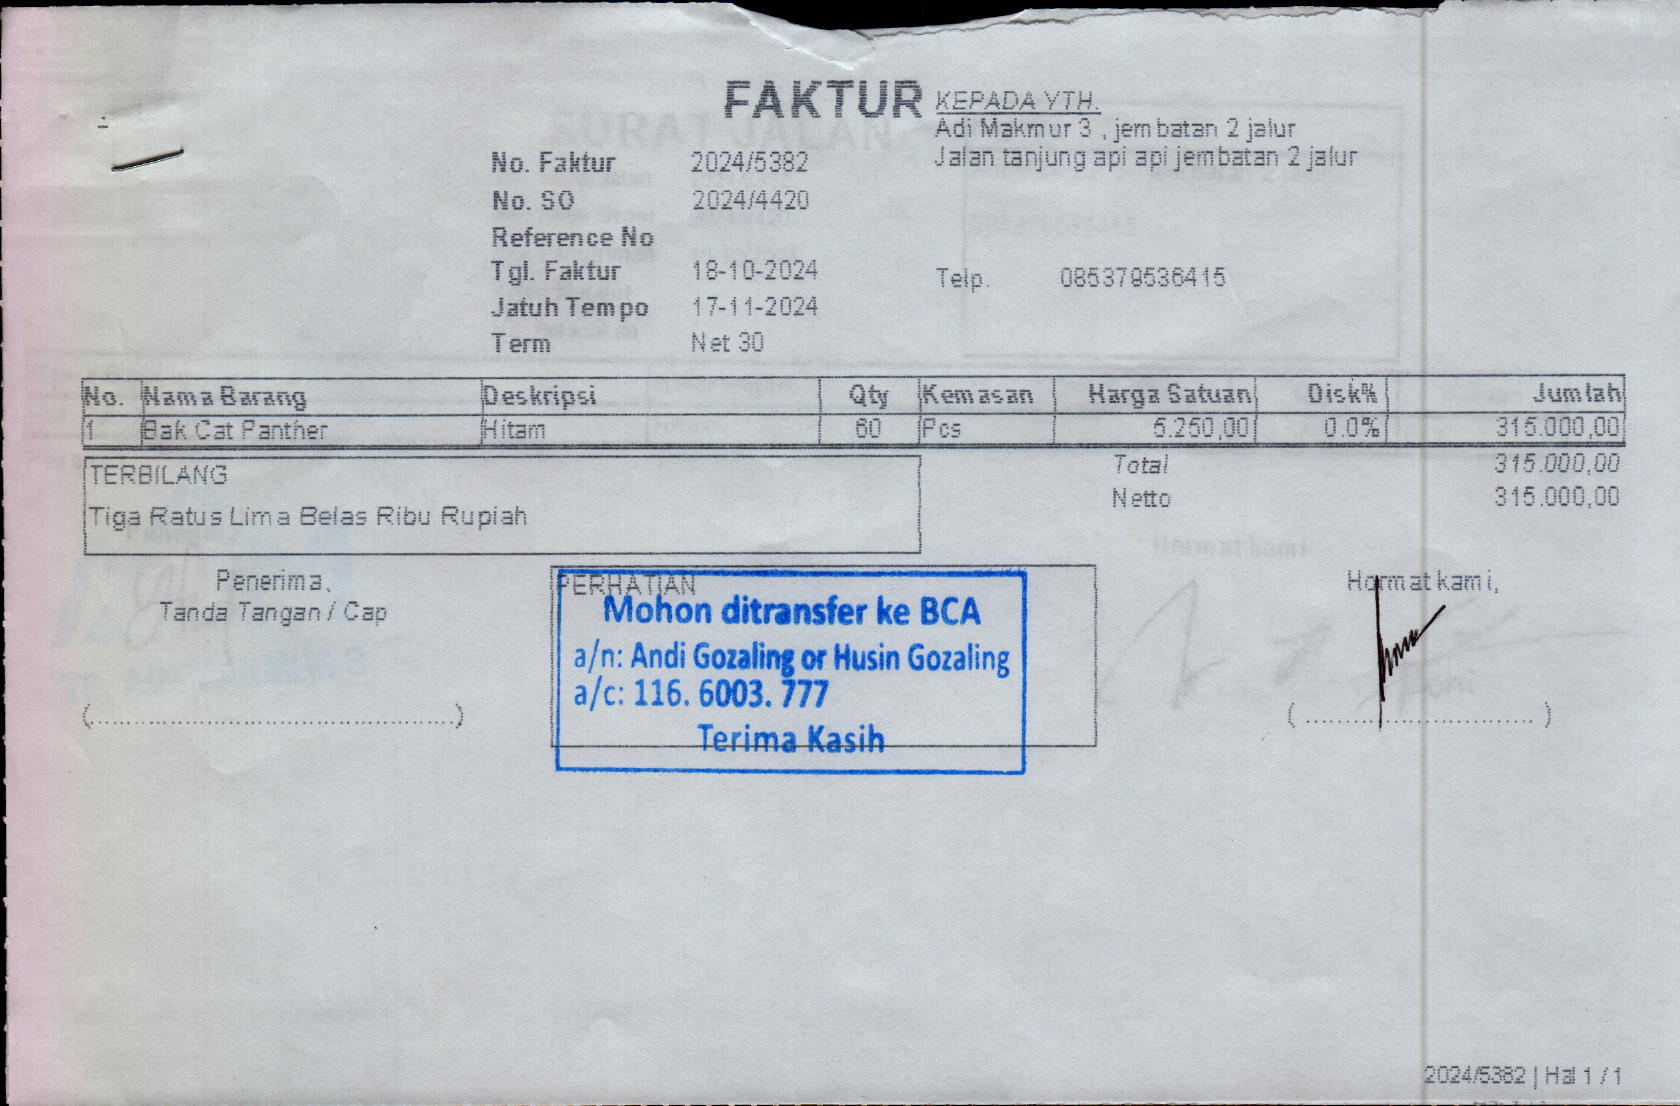 FAKTUR
KEPADA YTH.
Adi Makmur 3 , jembatan 2 jalur
Jalan tanjung api api jembatan 2 jalur
No. Faktur 2024/5382
No. SO 2024/4420
Reference No
Tgl. Faktur 18-10-2024
Telp. 085379536415
Jatuh Tempo 17-11-2024
Term Net 30
No. Nama Barang Deskripsi Qty Kemasan Harga Satuan Disk% Jumlah
1 Bak Cat Panther Hitam 60 Pcs 5.250,00 0.0% 315.000,00
TERBILANG
Tiga Ratus Lima Belas Ribu Rupiah
Total 315.000,00
Netto 315.000,00
Penerima,
Tanda Tangan / Cap
(..................................................)
PERHATIAN
Mohon ditransfer ke BCA
a/n: Andi Gozaling or Husin Gozaling
a/c: 116. 6003. 777
Terima Kasih
Hormat kami,
( ............................... )
2024/5382 | Hal 1 / 1